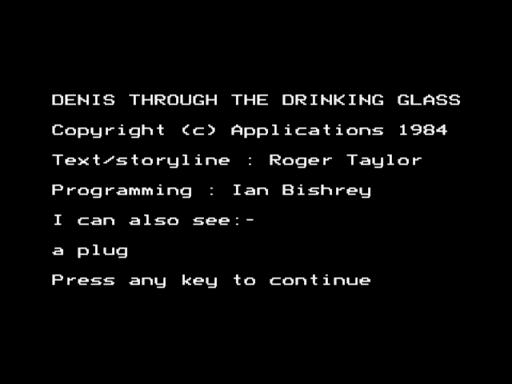 DENIS THROUGH THE DRINKING GLASS
Copyright (c) Applications 1984
Text/storyline : Roger Taylor
Programming : Ian Bishrey
I can also see:-
a plug
Press any key to continue